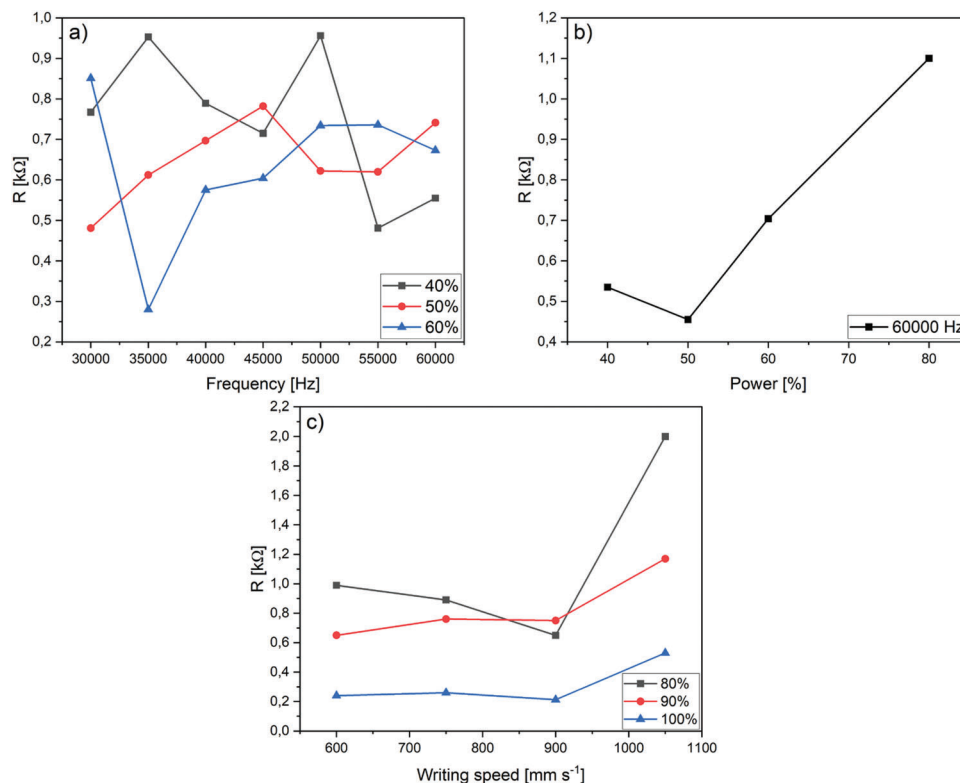 a)
1,0
0,9
0,8
0,7
0,6
0,5
0,4
0,3
0,2
R [kΩ]
30000 35000 40000 45000 50000 55000 60000
Frequency [Hz]
40%
50%
60%
b)
1,2
1,1
1,0
0,9
0,8
0,7
0,6
0,5
0,4
R [kΩ]
40 50 60 70 80
Power [%]
60000 Hz
c)
2,2
2,0
1,8
1,6
1,4
1,2
1,0
0,8
0,6
0,4
0,2
0,0
R [kΩ]
600 700 800 900 1000 1100
Writing speed [mm s⁻¹]
80%
90%
100%